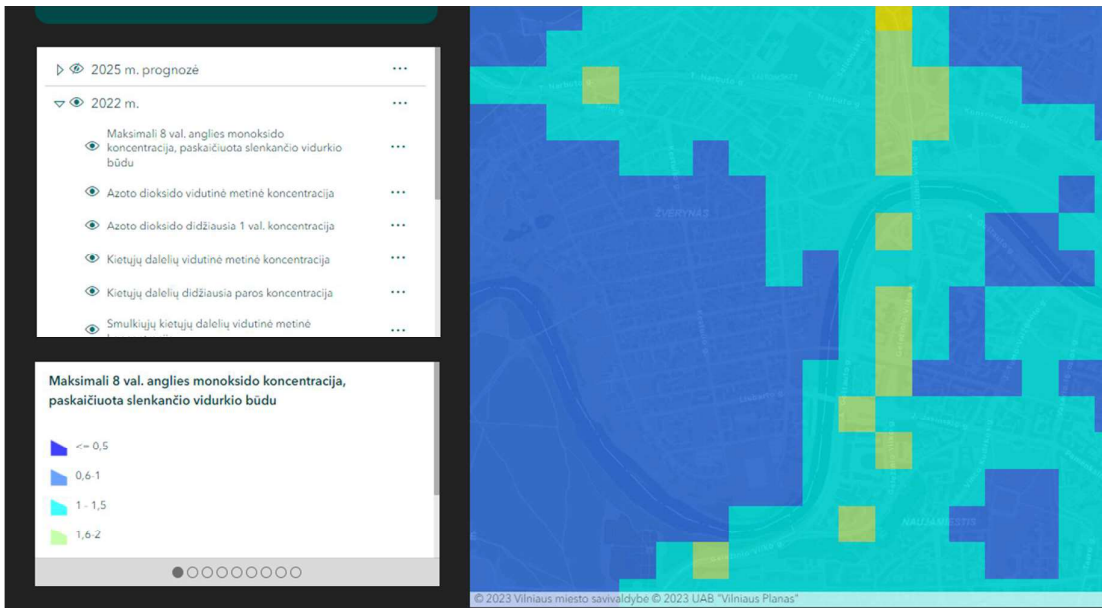 2025 m. prognozė
2022 m.
Maksimali 8 val. anglies monoksido
koncentracija, paskaičiuota slenkančio vidurkio
būdu
Azoto dioksido vidutinė metinė koncentracija
Azoto dioksido didžiausia 1 val. koncentracija
Kietųjų dalelių vidutinė metinė koncentracija
Kietųjų dalelių didžiausia paros koncentracija
Smulkiųjų kietųjų dalelių vidutinė metinė
Maksimali 8 val. anglies monoksido koncentracija,
paskaičiuota slenkančio vidurkio būdu
<= 0,5
0,6-1
1 - 1,5
1,6-2
ŽVĖRYNAS
NAUJAMIESTIS
© 2023 Vilniaus miesto savivaldybė © 2023 UAB "Vilniaus Planas"